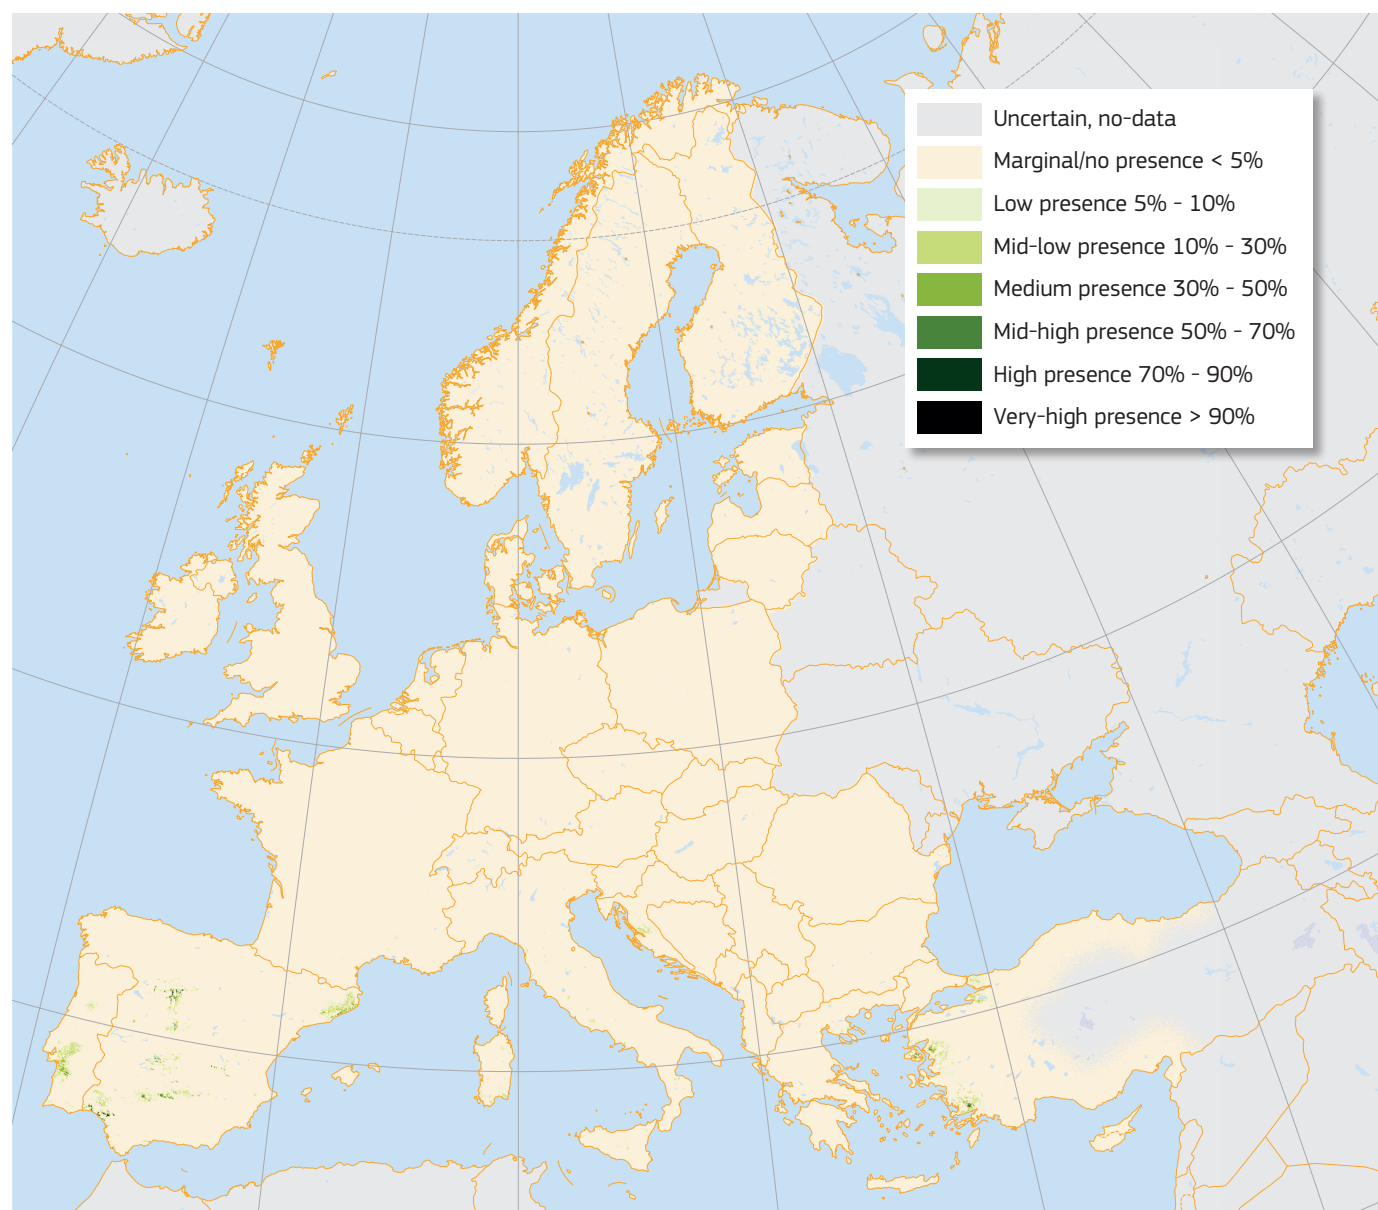 Uncertain, no-data
Marginal/no presence < 5%
Low presence 5% - 10%
Mid-low presence 10% - 30%
Medium presence 30% - 50%
Mid-high presence 50% - 70%
High presence 70% - 90%
Very-high presence > 90%